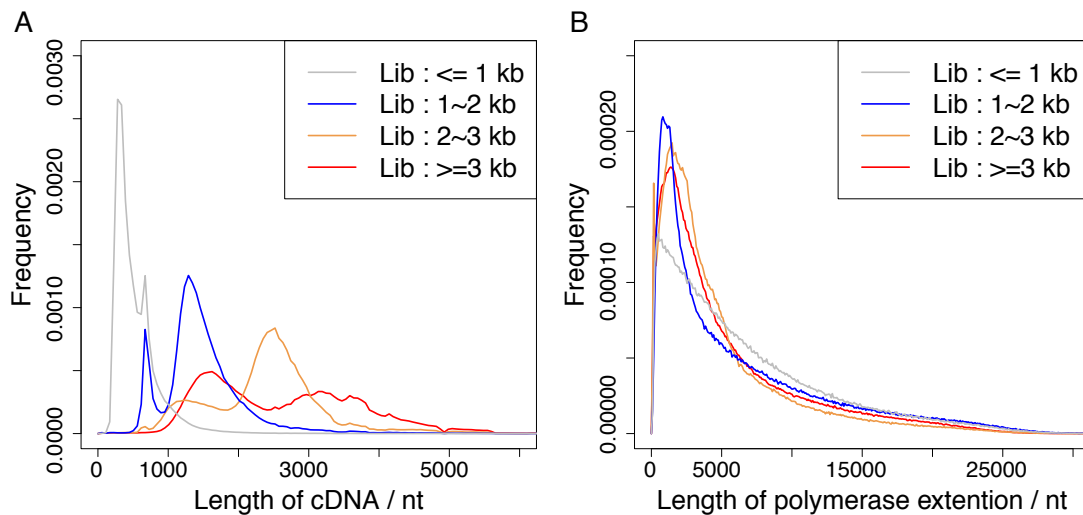 A
Frequency
0.0000
0.0010
0.0020
0.0030
Lib : <= 1 kb
Lib : 1~2 kb
Lib : 2~3 kb
Lib : >=3 kb
0
1000
3000
5000
Length of cDNA / nt
B
Frequency
0.00000
0.00010
0.00020
Lib : <= 1 kb
Lib : 1~2 kb
Lib : 2~3 kb
Lib : >=3 kb
0
5000
15000
25000
Length of polymerase extention / nt